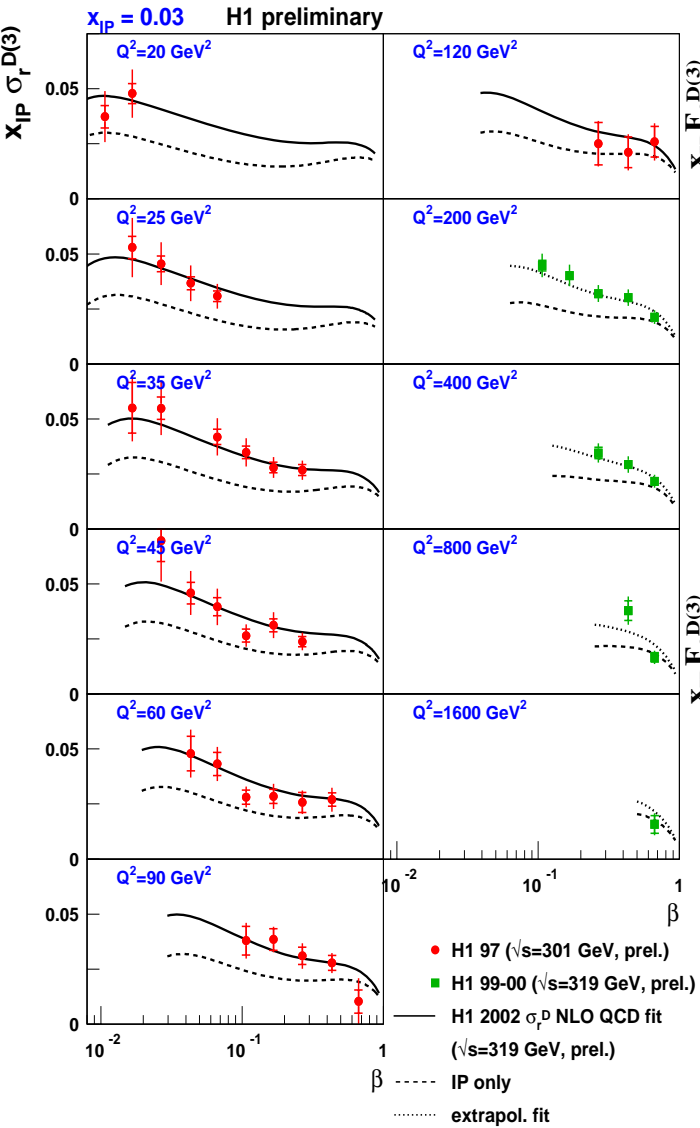 x_IP = 0.03 H1 preliminary
x_IP σ_r^D(3)
Q²=20 GeV²
0.05
0
Q²=25 GeV²
0.05
0
Q²=35 GeV²
0.05
0
Q²=45 GeV²
0.05
0
Q²=60 GeV²
0.05
0
Q²=90 GeV²
0.05
0
10⁻² 10⁻¹ 1
β
Q²=120 GeV²
Q²=200 GeV²
Q²=400 GeV²
Q²=800 GeV²
Q²=1600 GeV²
10⁻² 10⁻¹ 1
β
H1 97 (√s=301 GeV, prel.)
H1 99-00 (√s=319 GeV, prel.)
H1 2002 σ_r^D NLO QCD fit
(√s=319 GeV, prel.)
IP only
extrapol. fit